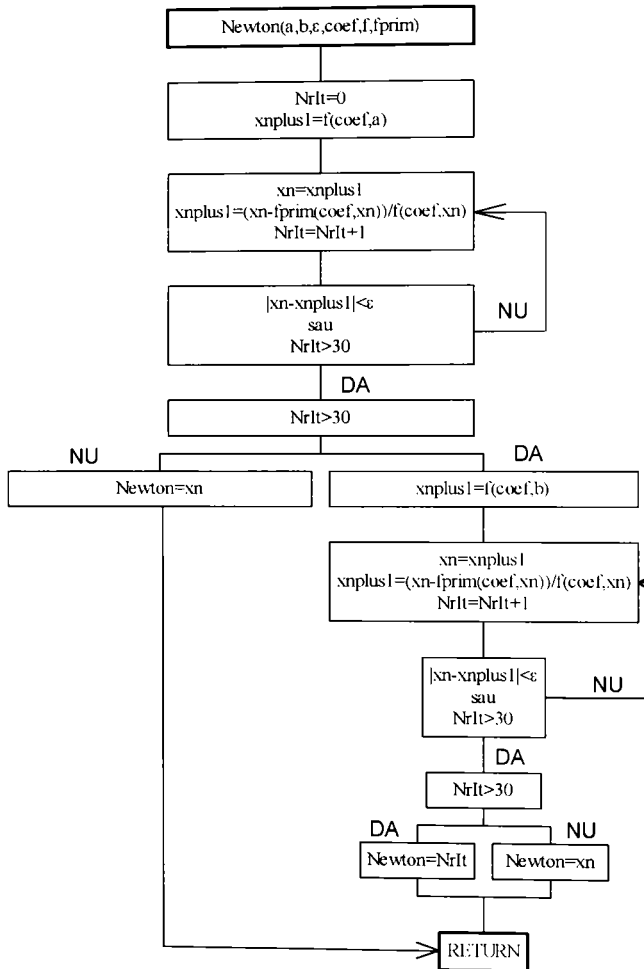 Newton(a,b,ε,coef,f,fprim)
NrIt=0
xnplus1=f(coef,a)
xn=xnplus1
xnplus1=(xn-fprim(coef,xn))/f(coef,xn)
NrIt=NrIt+1
|xn-xnplus1|<ε
sau
NrIt>30
NU
DA
NrIt>30
NU
DA
Newton=xn
xnplus1=f(coef,b)
xn=xnplus1
xnplus1=(xn-fprim(coef,xn))/f(coef,xn)
NrIt=NrIt+1
|xn-xnplus1|<ε
sau
NrIt>30
NU
DA
NrIt>30
DA
NU
Newton=NrIt
Newton=xn
RETURN